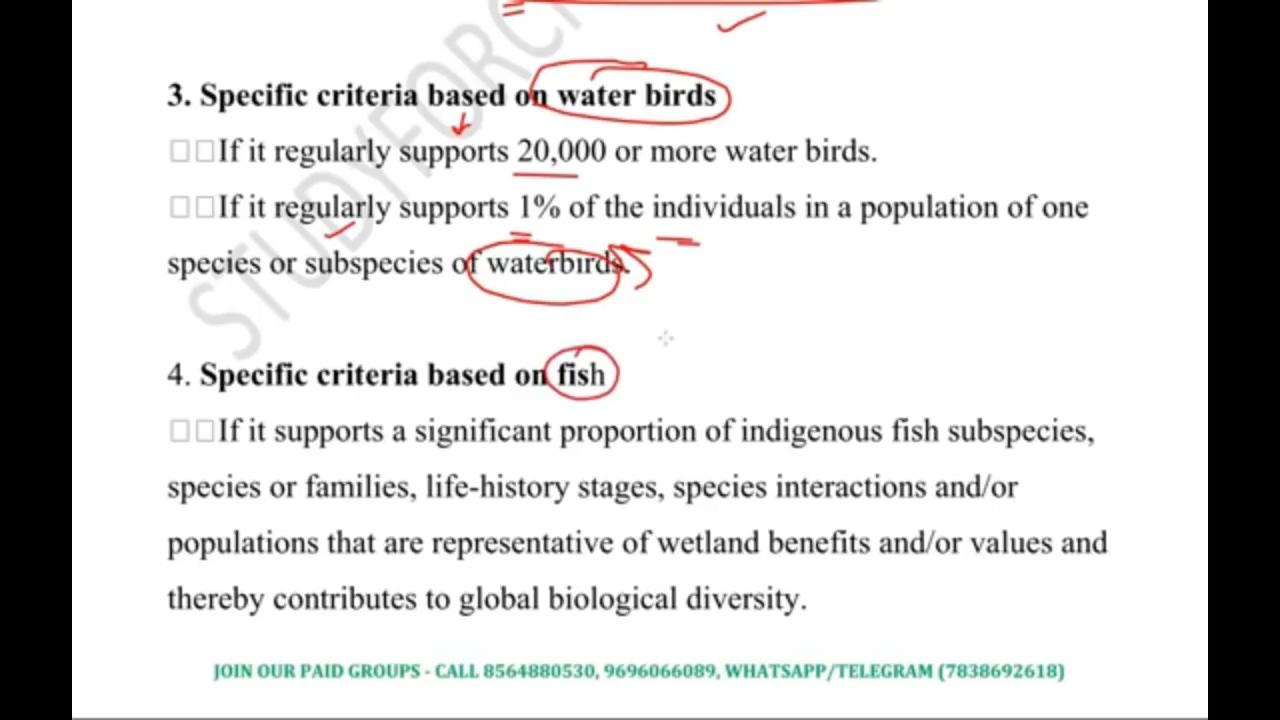 3. Specific criteria based on water birds
If it regularly supports 20,000 or more water birds.
If it regularly supports 1% of the individuals in a population of one
species or subspecies of waterbirds.
4. Specific criteria based on fish
If it supports a significant proportion of indigenous fish subspecies,
species or families, life-history stages, species interactions and/or
populations that are representative of wetland benefits and/or values and
thereby contributes to global biological diversity.
JOIN OUR PAID GROUPS - CALL 8564880530, 9696066089, WHATSAPP/TELEGRAM (7838692618)
STUDYFORC